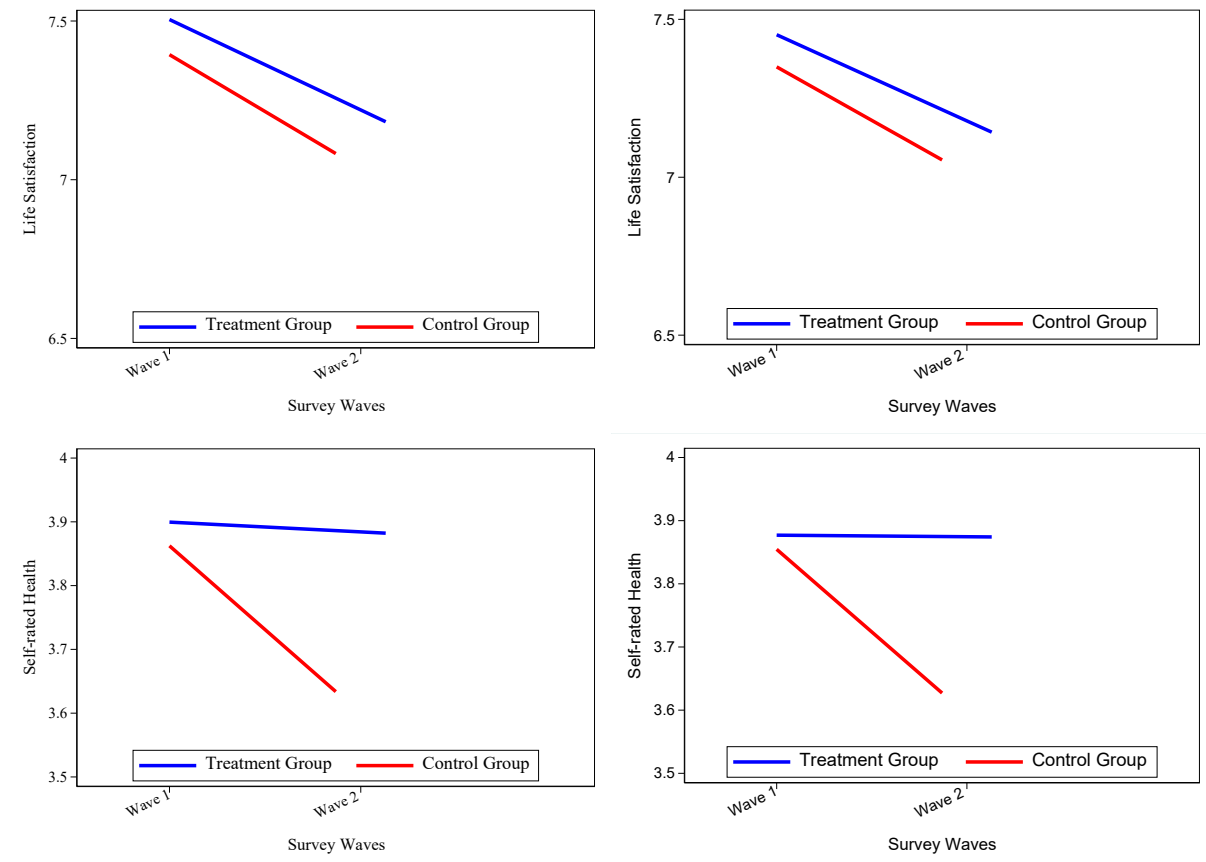 7.5
7
6.5
Life Satisfaction
Treatment Group Control Group
Wave 1 Wave 2
Survey Waves
7.5
7
6.5
Life Satisfaction
Treatment Group Control Group
Wave 1 Wave 2
Survey Waves
4
3.9
3.8
3.7
3.6
3.5
Self-rated Health
Treatment Group Control Group
Wave 1 Wave 2
Survey Waves
4
3.9
3.8
3.7
3.6
3.5
Self-rated Health
Treatment Group Control Group
Wave 1 Wave 2
Survey Waves